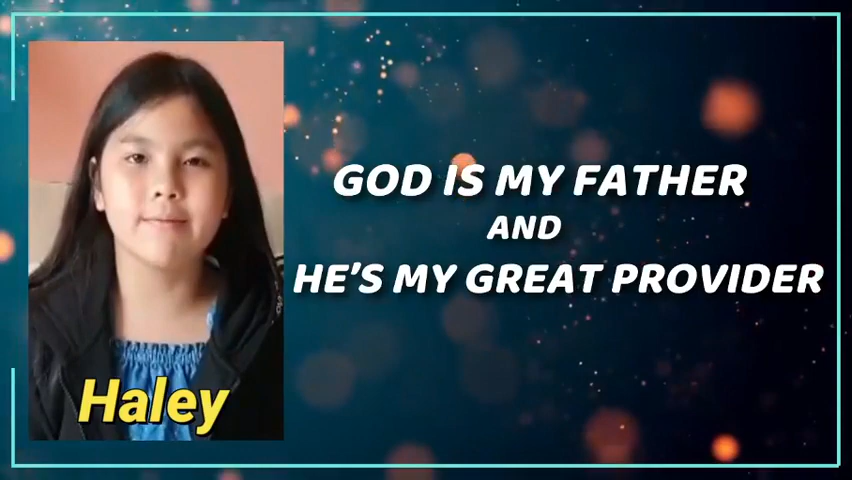 GOD IS MY FATHER
AND
HE'S MY GREAT PROVIDER
Haley